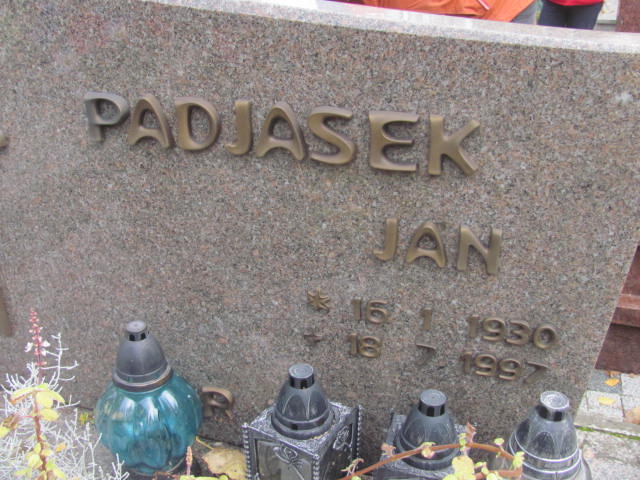 PADJASEK
JAN
* 16 1 1930
+ 18 7 1997